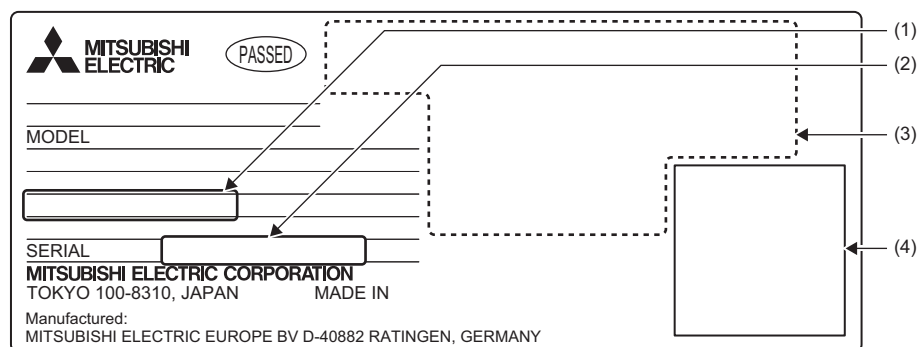 MITSUBISHI
ELECTRIC
PASSED
(1)
(2)
(3)
MODEL
(4)
SERIAL
MITSUBISHI ELECTRIC CORPORATION
TOKYO 100-8310, JAPAN MADE IN
Manufactured:
MITSUBISHI ELECTRIC EUROPE BV D-40882 RATINGEN, GERMANY